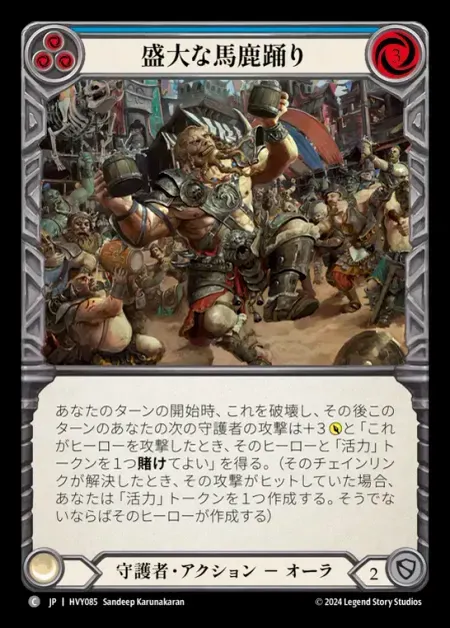 3
盛大な馬鹿踊り
あなたのターンの開始時、これを破壊し、その後この
ターンのあなたの次の守護者の攻撃は＋3と「これ
がヒーローを攻撃したとき、そのヒーローと「活力」ト
ークンを1つ賭けてよい」を得る。（そのチェインリン
クが解決したとき、その攻撃がヒットしていた場合、
あなたは「活力」トークンを1つ作成する。そうでな
いならばそのヒーローが作成する）
守護者・アクション － オーラ
2
C JP | HVY085 Sandeep Karunakaran
© 2024 Legend Story Studios